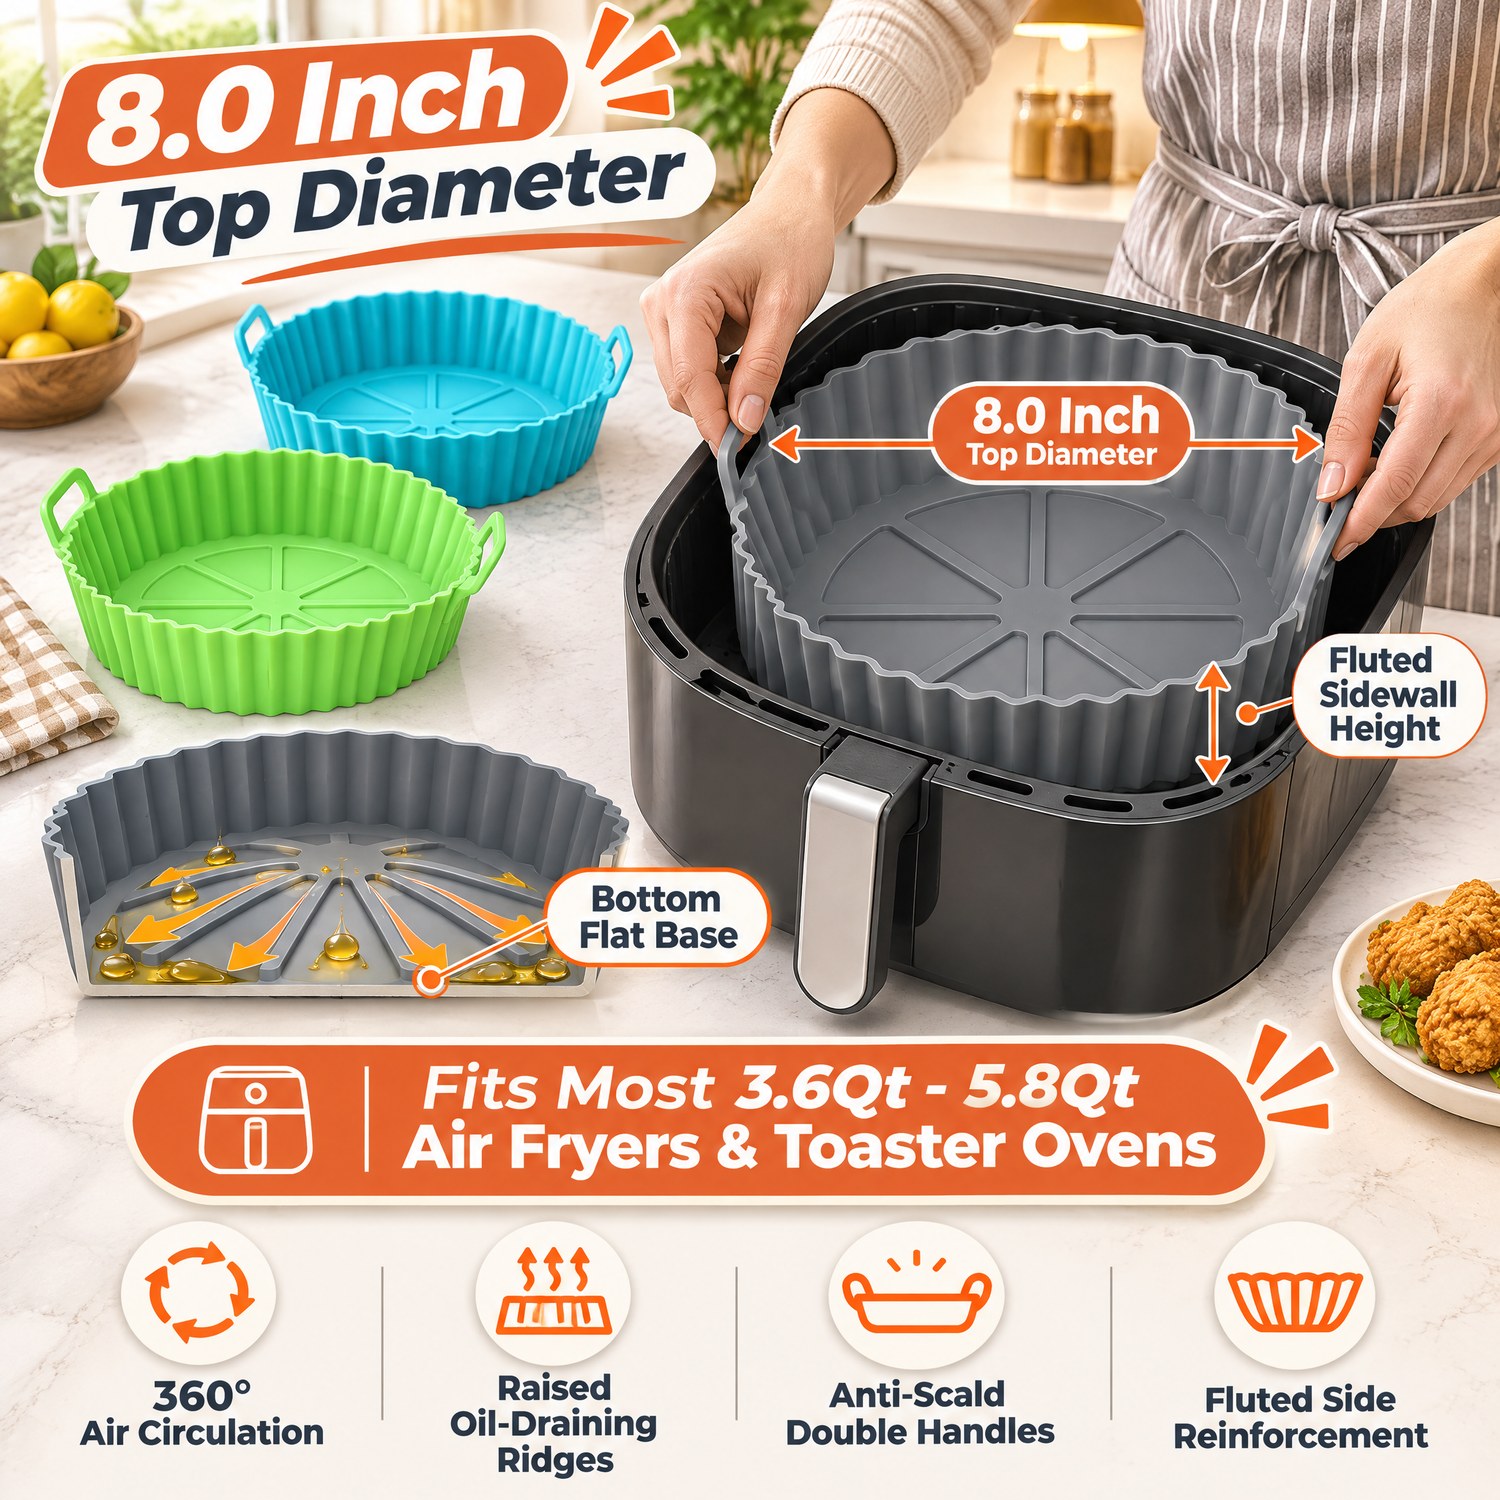 8.0 Inch
Top Diameter
8.0 Inch
Top Diameter
Fluted
Sidewall
Height
Bottom
Flat Base
Fits Most 3.6Qt - 5.8Qt
Air Fryers & Toaster Ovens
360°
Air Circulation
Raised
Oil-Draining
Ridges
Anti-Scald
Double Handles
Fluted Side
Reinforcement